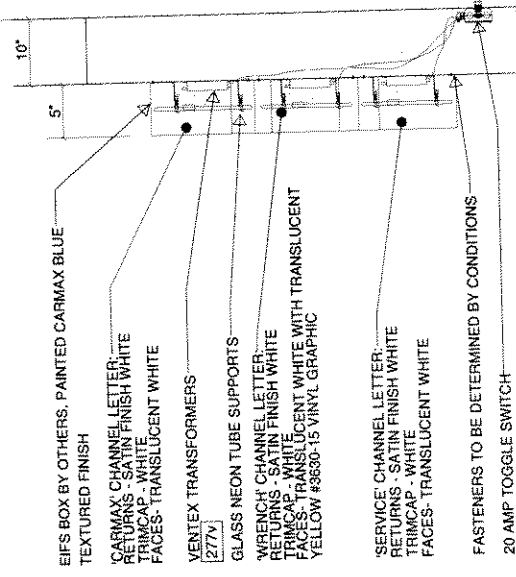 10"
5"
EIFS BOX BY OTHERS, PAINTED CARMAX BLUE
TEXTURED FINISH
'CARMAX' CHANNEL LETTER:
RETURNS - SATIN FINISH WHITE
TRIMCAP - WHITE
FACES- TRANSLUCENT WHITE
VENTEX TRANSFORMERS
277v
GLASS NEON TUBE SUPPORTS
'WRENCH' CHANNEL LETTER:
RETURNS - SATIN FINISH WHITE
TRIMCAP - WHITE
FACES- TRANSLUCENT WHITE WITH TRANSLUCENT
YELLOW #3630-15 VINYL GRAPHIC
'SERVICE' CHANNEL LETTER:
RETURNS - SATIN FINISH WHITE
TRIMCAP - WHITE
FACES- TRANSLUCENT WHITE
FASTENERS TO BE DETERMINED BY CONDITIONS
20 AMP TOGGLE SWITCH